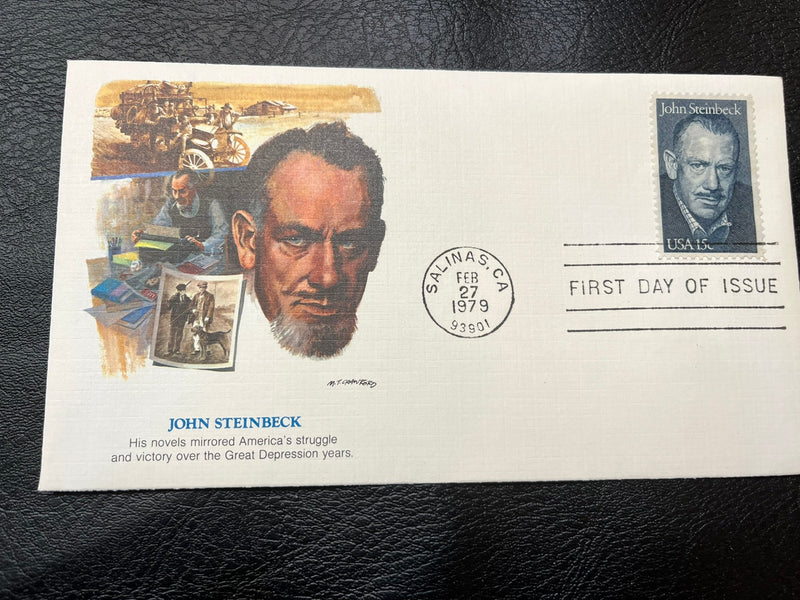 John Steinbeck
USA 15c
SALINAS, CA
FEB
27
1979
93901
FIRST DAY OF ISSUE
M.T. CRAWFORD
JOHN STEINBECK
His novels mirrored America's struggle
and victory over the Great Depression years.